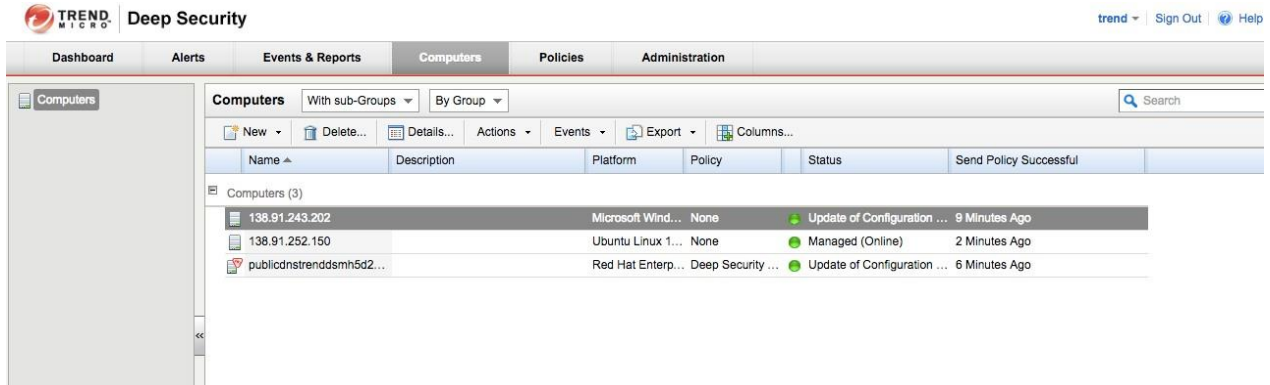 TREND MICRO Deep Security trend Sign Out Help
Dashboard Alerts Events & Reports Computers Policies Administration
Computers
Computers With sub-Groups By Group Search
New Delete... Details... Actions Events Export Columns...
Name Description Platform Policy Status Send Policy Successful
Computers (3)
138.91.243.202 Microsoft Wind... None Update of Configuration ... 9 Minutes Ago
138.91.252.150 Ubuntu Linux 1... None Managed (Online) 2 Minutes Ago
publicdnstrenddsmh5d2... Red Hat Enterp... Deep Security ... Update of Configuration ... 6 Minutes Ago